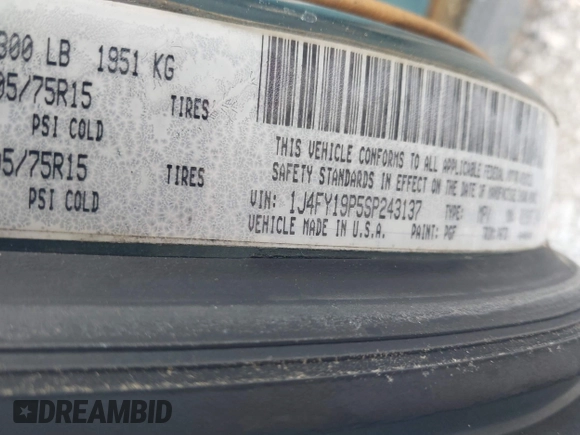 300 LB 1951 KG
05/75R15 TIRES
PSI COLD
05/75R15 TIRES
PSI COLD
THIS VEHICLE CONFORMS TO ALL APPLICABLE FEDERAL
SAFETY STANDARDS IN EFFECT ON THE DATE OF MANUFACTURE
VIN: 1J4FY19P5SP243137 TYPE: MPV
VEHICLE MADE IN U.S.A. PAINT: PGF
DREAMBID